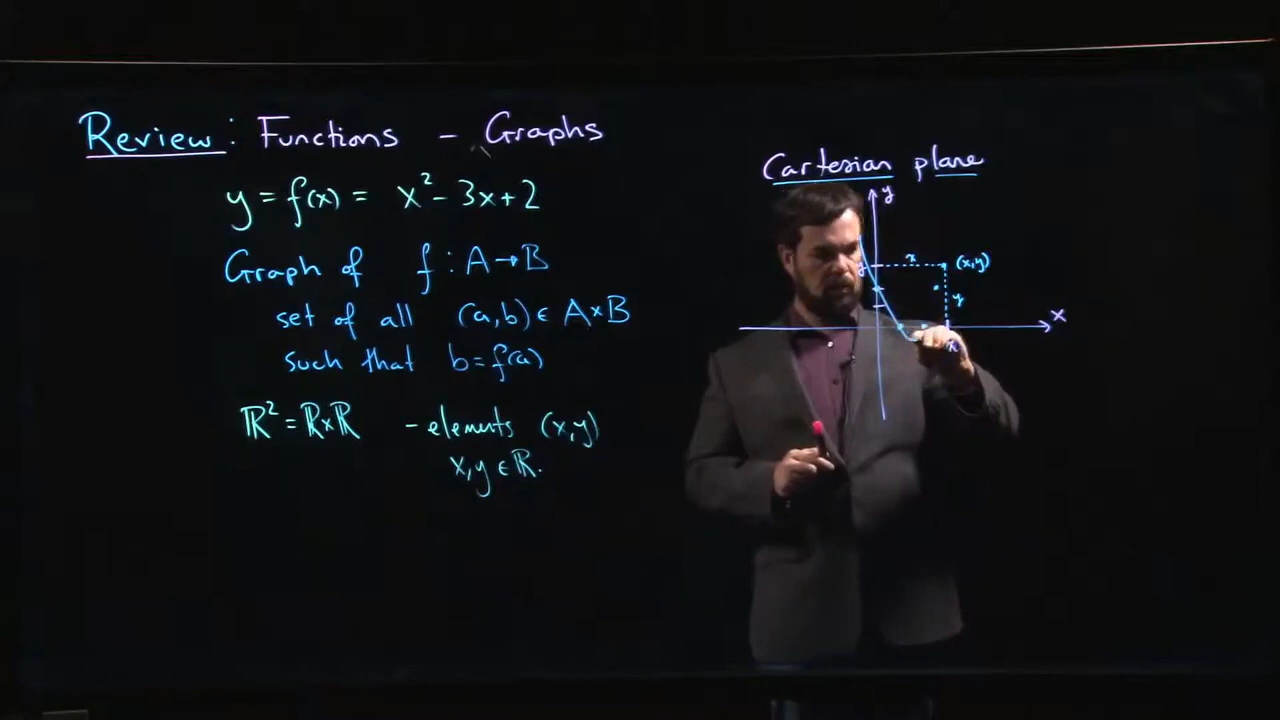 Review: Functions - Graphs
y = f(x) = x² - 3x + 2
Graph of f : A → B
set of all (a,b) ∈ A × B
such that b = f(a)
ℝ² = ℝ × ℝ - elements (x,y)
x,y ∈ ℝ.
Cartesian plane
y
y x (x,y)
y
x
x